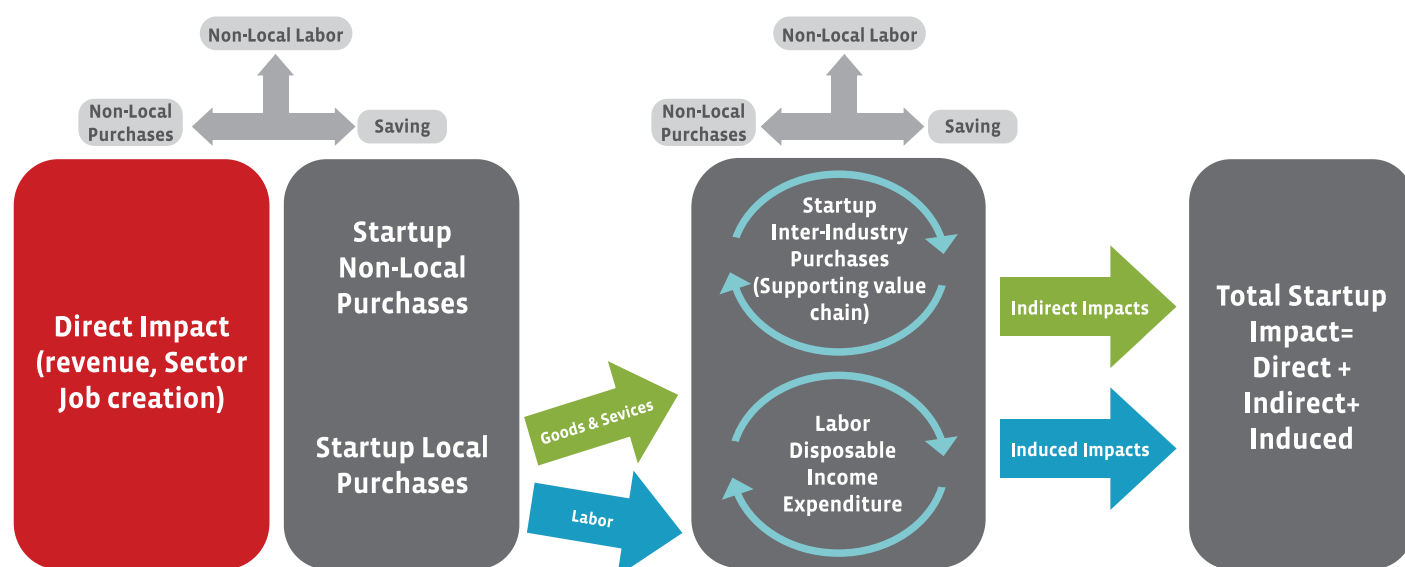 Non-Local Labor
Non-Local
Purchases
Saving
Non-Local Labor
Non-Local
Purchases
Saving
Direct Impact
(revenue, Sector
Job creation)
Startup
Non-Local
Purchases
Startup Local
Purchases
Goods & Sevices
Labor
Startup
Inter-Industry
Purchases
(Supporting value
chain)
Labor
Disposable
Income
Expenditure
Indirect Impacts
Induced Impacts
Total Startup
Impact=
Direct +
Indirect+
Induced